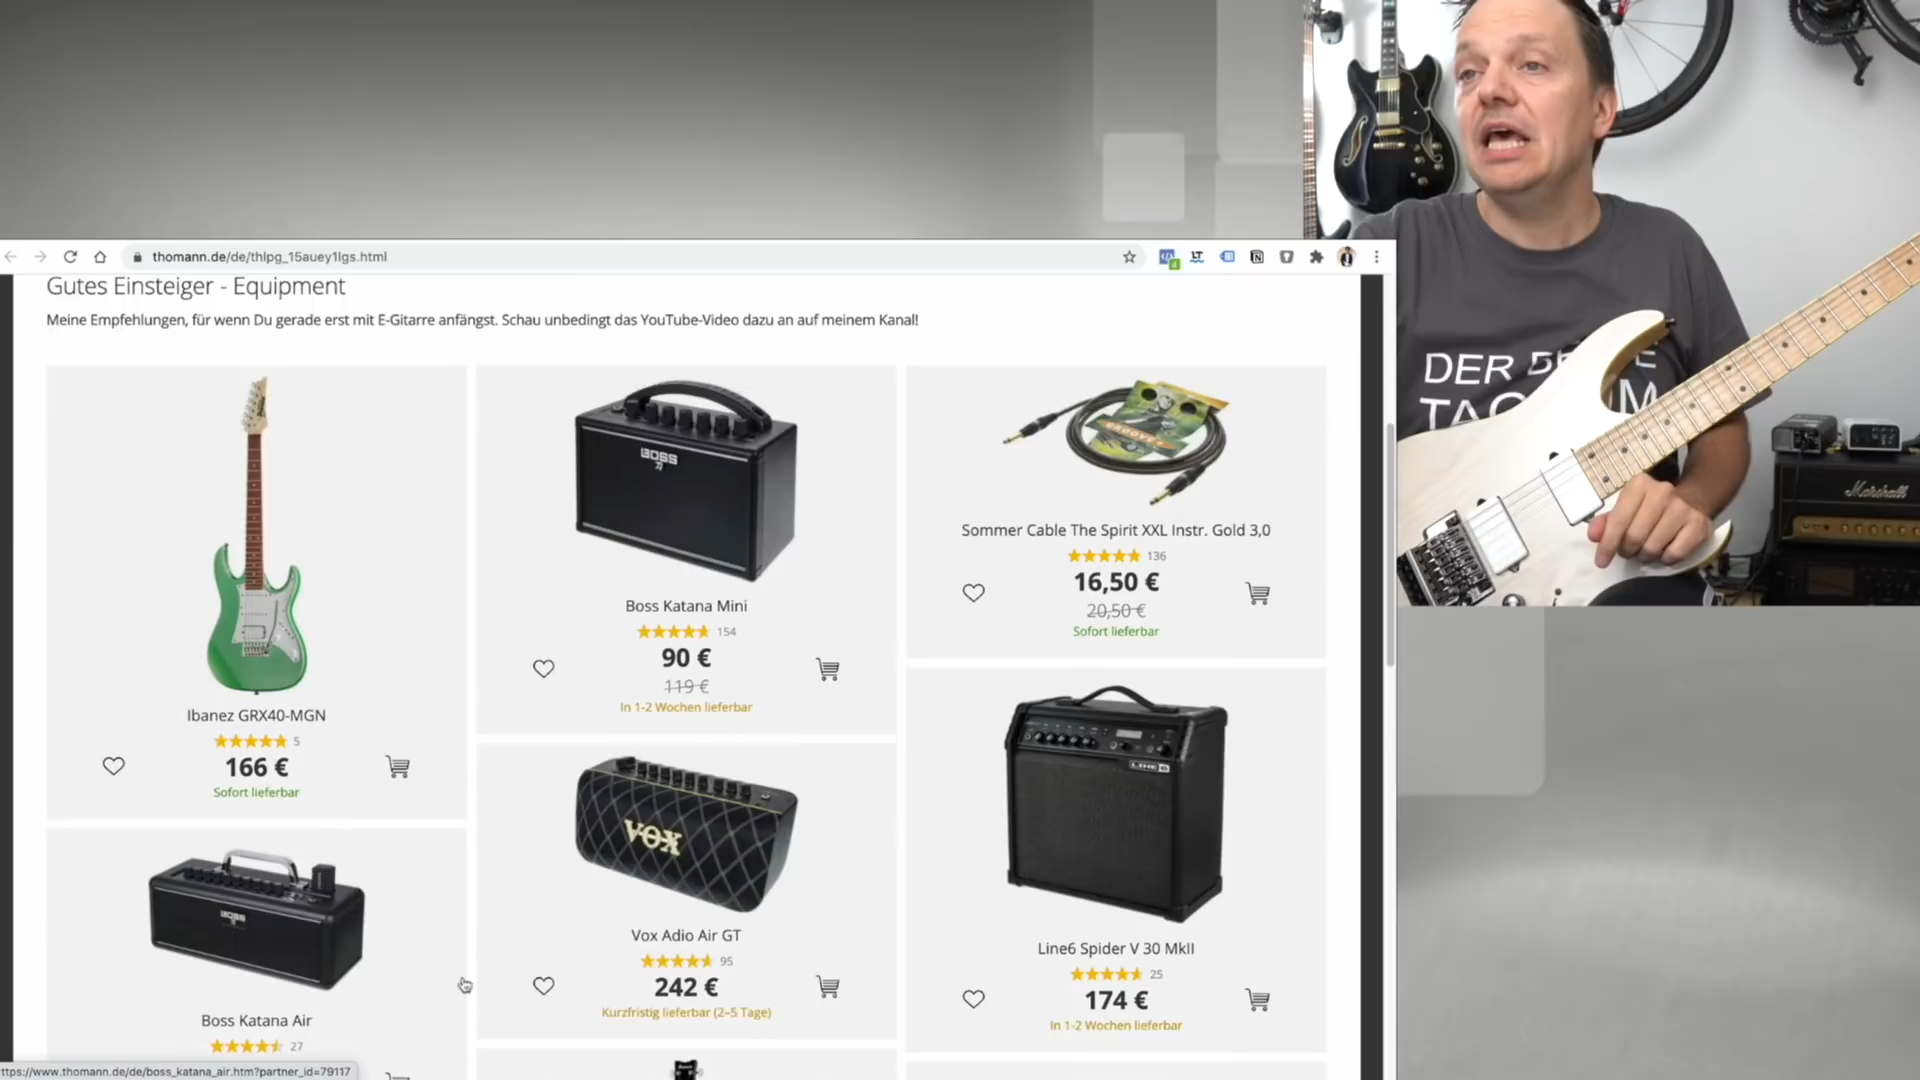 thomann.de/de/thlpg_15auey1lgs.html
Gutes Einsteiger - Equipment
Meine Empfehlungen, für wenn Du gerade erst mit E-Gitarre anfängst. Schau unbedingt das YouTube-Video dazu an auf meinem Kanal!
Ibanez GRX40-MGN
5
166 €
Sofort lieferbar
BOSS
Boss Katana Air
27
BOSS
Boss Katana Mini
154
90 €
119 €
In 1-2 Wochen lieferbar
VOX
Vox Adio Air GT
95
242 €
Kurzfristig lieferbar (2–5 Tage)
GROOVE
Sommer Cable The Spirit XXL Instr. Gold 3,0
136
16,50 €
20,50 €
Sofort lieferbar
LINE 6
Line6 Spider V 30 MkII
25
174 €
In 1-2 Wochen lieferbar
ttps://www.thomann.de/de/boss_katana_air.htm?partner_id=79117
DER
Marshall